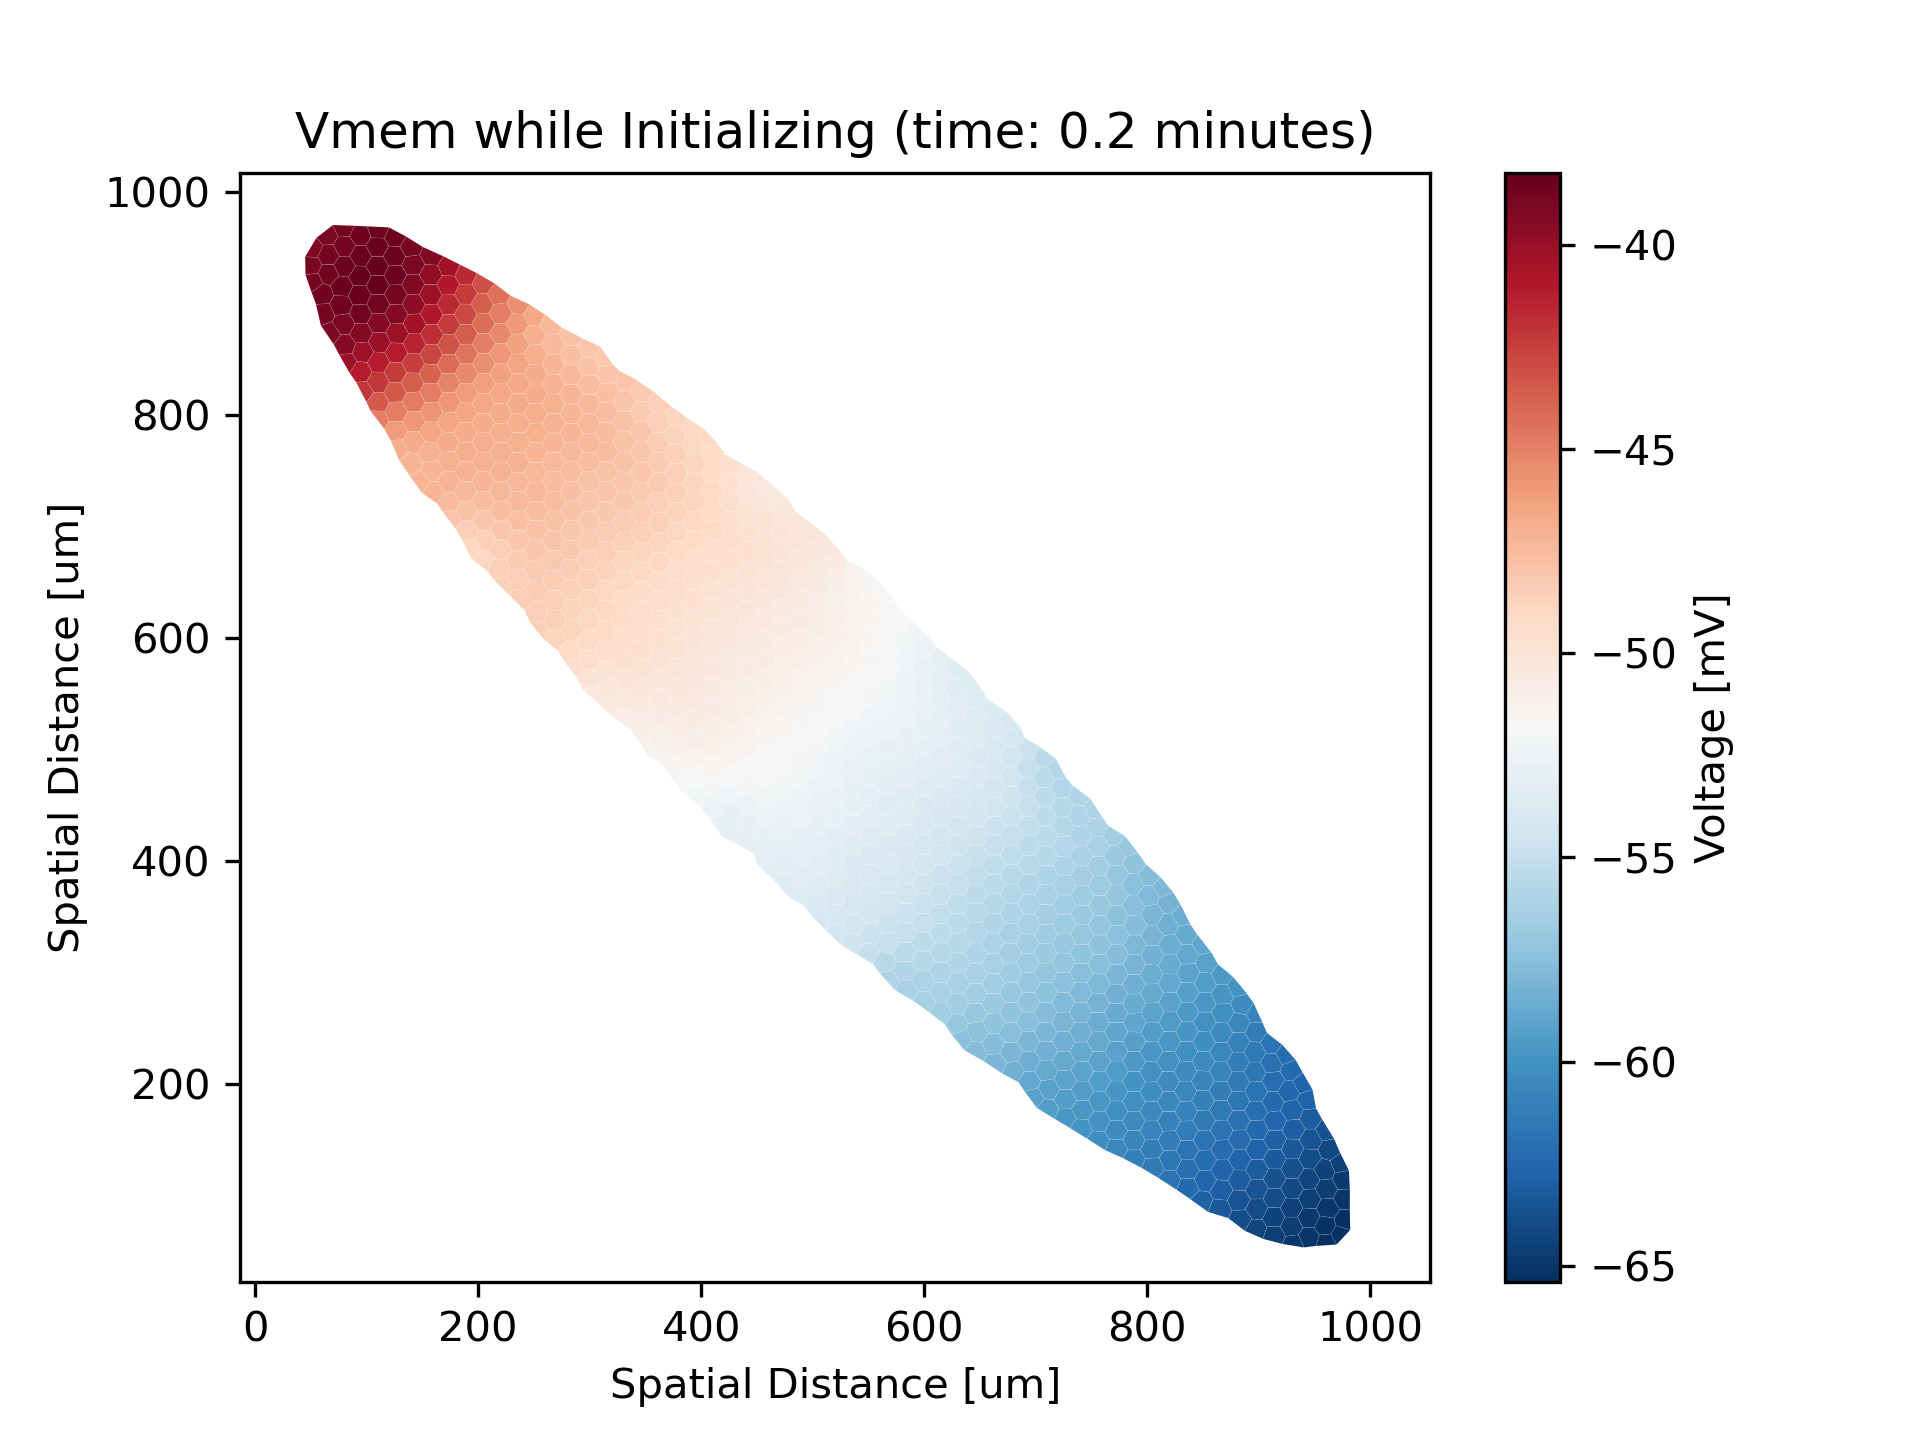 Vmem while Initializing (time: 0.2 minutes)
1000
800
600
400
200
Spatial Distance [um]
0 200 400 600 800 1000
Spatial Distance [um]
−40
−45
−50
−55
−60
−65
Voltage [mV]